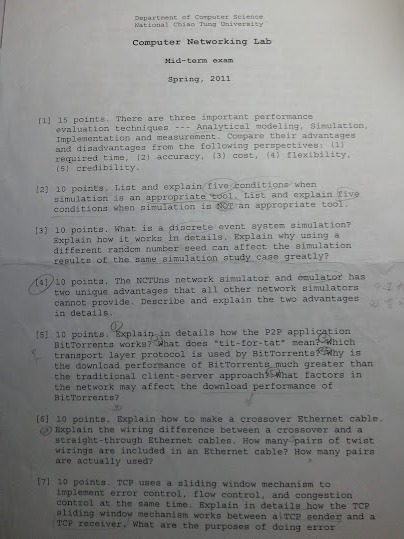 Department of Computer Science
National Chiao Tung University
Computer Networking Lab
Mid-term exam
Spring, 2011
[1] 15 points. There are three important performance
evaluation techniques --- Analytical modeling, Simulation,
Implementation and measurement. Compare their advantages
and disadvantages from the following perspectives: (1)
required time, (2) accuracy, (3) cost, (4) flexibility,
(5) credibility.
[2] 10 points. List and explain five conditions when
simulation is an appropriate tool. List and explain five
conditions when simulation is NOT an appropriate tool.
[3] 10 points. What is a discrete event system simulation?
Explain how it works in details. Explain why using a
different random number seed can affect the simulation
results of the same simulation study case greatly?
[4] 10 points. The NCTUns network simulator and emulator has
two unique advantages that all other network simulators
cannot provide. Describe and explain the two advantages
in details.
[5] 10 points. Explain in details how the P2P application
BitTorrents works? What does "tit-for-tat" mean? Which
transport layer protocol is used by BitTorrents? Why is
the download performance of BitTorrents much greater than
the traditional client-server approach? What factors in
the network may affect the download performance of
BitTorrents?
[6] 10 points. Explain how to make a crossover Ethernet cable.
Explain the wiring difference between a crossover and a
straight-through Ethernet cables. How many pairs of twist
wirings are included in an Ethernet cable? How many pairs
are actually used?
[7] 10 points. TCP uses a sliding window mechanism to
implement error control, flow control, and congestion
control at the same time. Explain in details how the TCP
sliding window mechanism works between a TCP sender and a
TCP receiver. What are the purposes of doing error